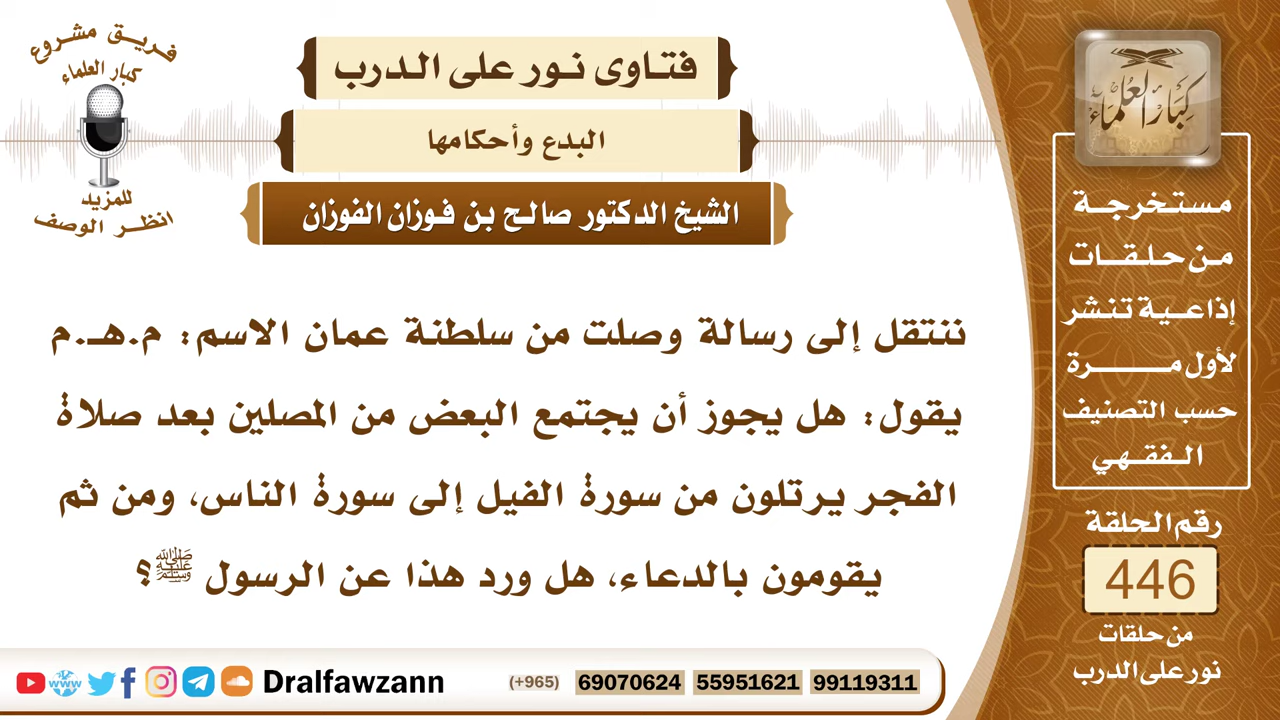 فريق مشروع
كبار العلماء
للمزيد
انظر الوصف
فتاوى نور على الدرب
البدع وأحكامها
الشيخ الدكتور صالح بن فوزان الفوزان
ننتقل إلى رسالة وصلت من سلطنة عمان الاسم: م.هـ.م
يقول: هل يجوز أن يجتمع البعض من المصلين بعد صلاة
الفجر يرتلون من سورة الفيل إلى سورة الناس، ومن ثم
يقومون بالدعاء، هل ورد هذا عن الرسول ﷺ؟
كبار العلماء
مستخرجة
من حلقات
إذاعية تنشر
لأول مرة
حسب التصنيف
الفقهي
رقم الحلقة
446
من حلقات
نور على الدرب
www Dralfawzann (+965) 69070624 55951621 99119311